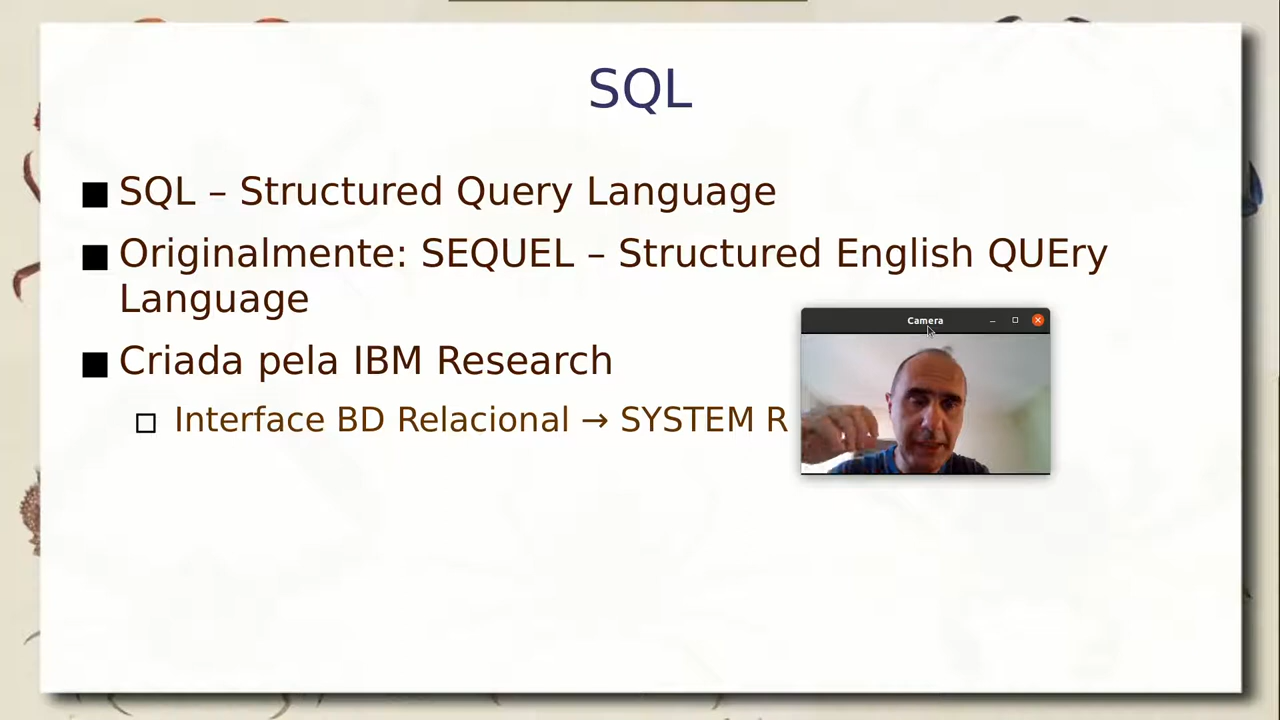 SQL
SQL – Structured Query Language
Originalmente: SEQUEL – Structured English QUEry
Language
Criada pela IBM Research
Interface BD Relacional → SYSTEM R
Camera